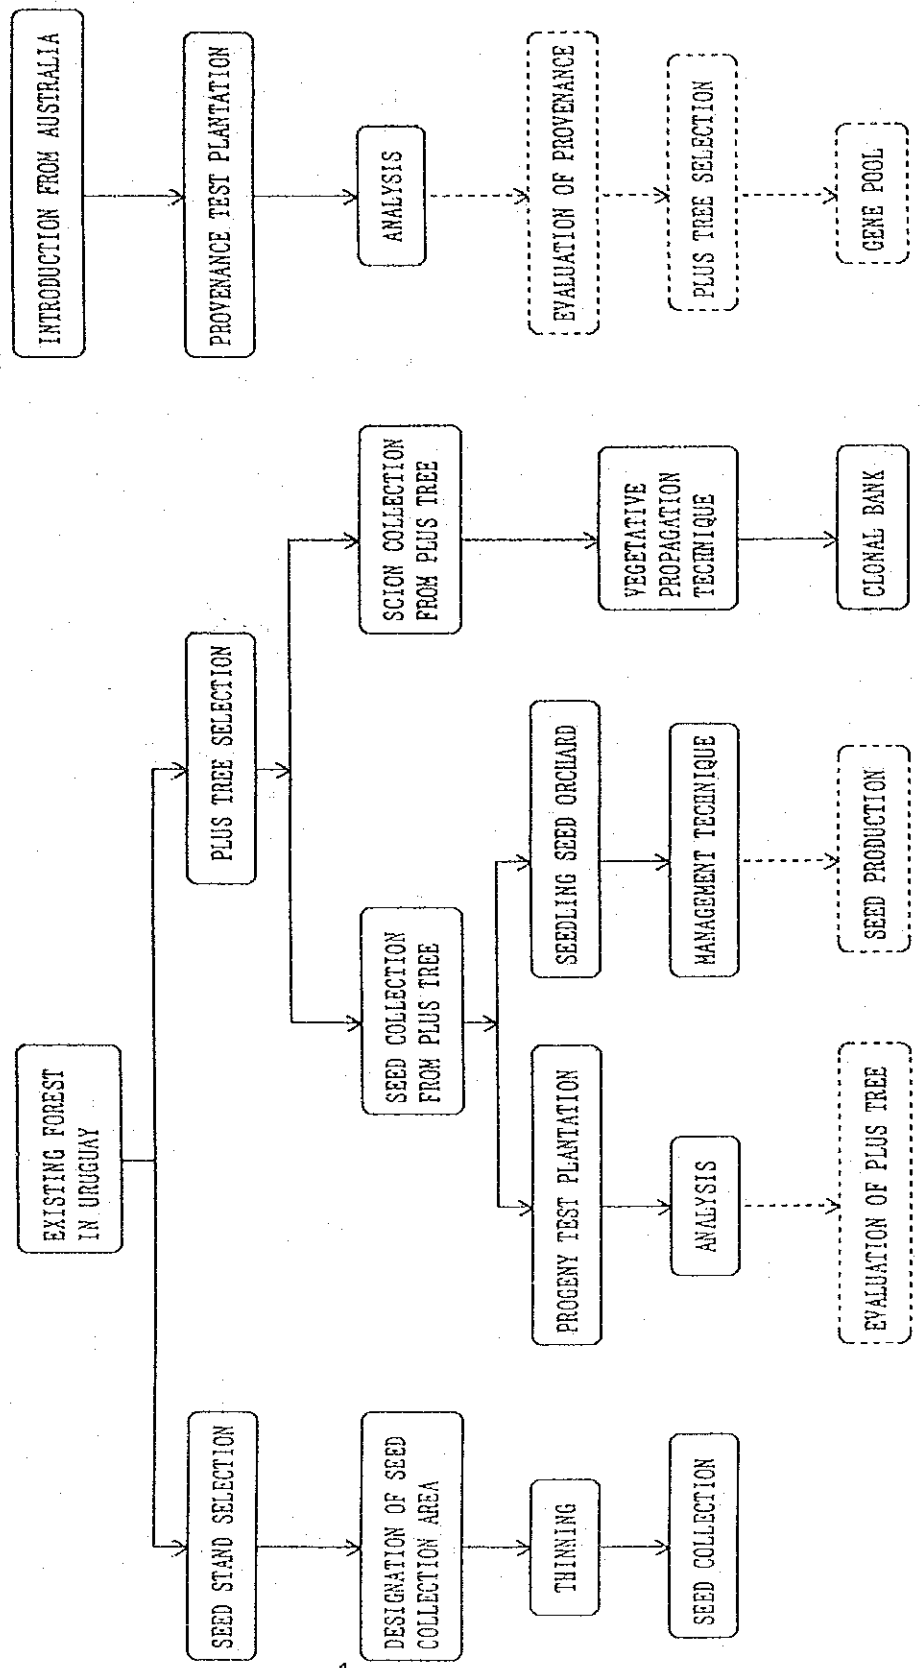 EXISTING FOREST
IN URUGUAY
INTRODUCTION FROM AUSTRALIA
SEED STAND SELECTION
PLUS TREE SELECTION
PROVENANCE TEST PLANTATION
DESIGNATION OF SEED
COLLECTION AREA
SEED COLLECTION
FROM PLUS TREE
SCION COLLECTION
FROM PLUS TREE
ANALYSIS
THINNING
PROGENY TEST PLANTATION
SEEDLING SEED ORCHARD
VEGETATIVE
PROPAGATION
TECHNIQUE
EVALUATION OF PROVENANCE
SEED COLLECTION
ANALYSIS
MANAGEMENT TECHNIQUE
PLUS TREE SELECTION
EVALUATION OF PLUS TREE
SEED PRODUCTION
CLONAL BANK
GENE POOL